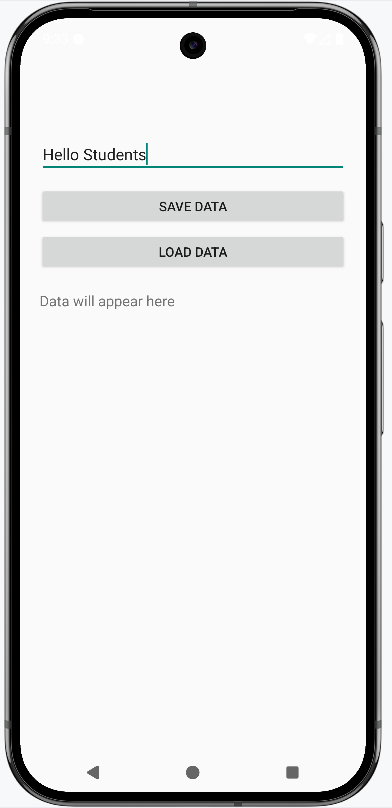 Hello Students
SAVE DATA
LOAD DATA
Data will appear here